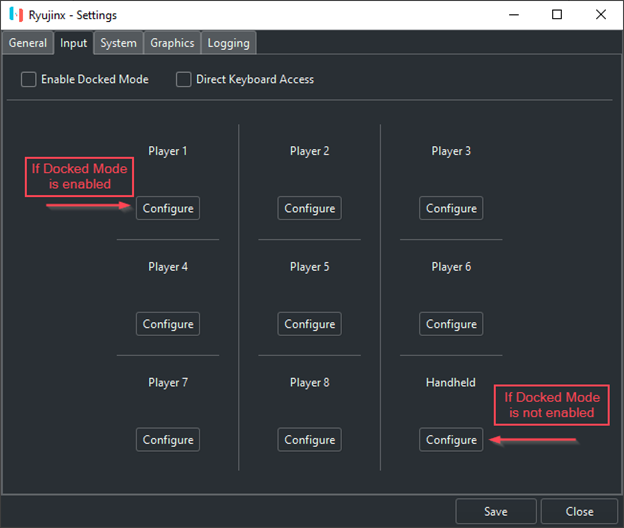 Ryujinx - Settings
General Input System Graphics Logging
Enable Docked Mode Direct Keyboard Access
Player 1 Player 2 Player 3
If Docked Mode
is enabled
Configure Configure Configure
Player 4 Player 5 Player 6
Configure Configure Configure
Player 7 Player 8 Handheld
If Docked Mode
is not enabled
Configure Configure Configure
Save Close